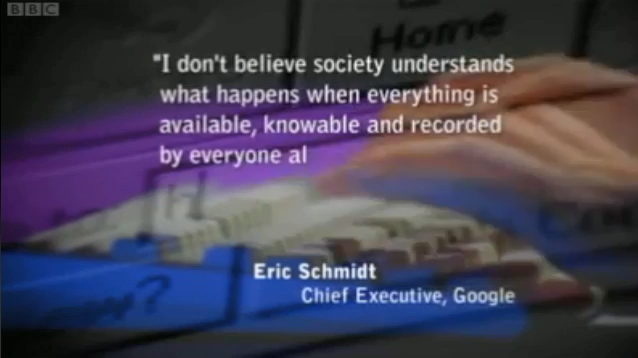 BBC
Home
"I don't believe society understands
what happens when everything is
available, knowable and recorded
by everyone al
Eric Schmidt
Chief Executive, Google